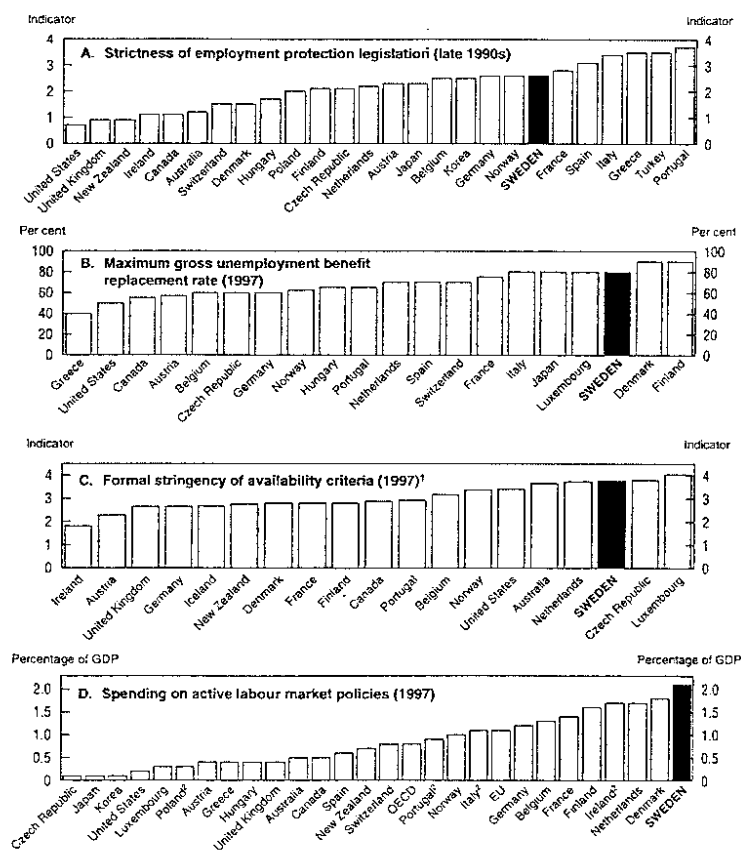 Indicator
Indicator
A. Strictness of employment protection legislation (late 1990s)
4
3
2
1
0
4
3
2
1
0
United States
United Kingdom
New Zealand
Ireland
Canada
Australia
Switzerland
Denmark
Hungary
Poland
Finland
Czech Republic
Netherlands
Austria
Japan
Belgium
Korea
Germany
Norway
SWEDEN
France
Spain
Italy
Greece
Turkey
Portugal
Per cent
Per cent
B. Maximum gross unemployment benefit
replacement rate (1997)
100
80
60
40
20
0
100
80
60
40
20
0
Greece
United States
Canada
Austria
Belgium
Czech Republic
Germany
Norway
Hungary
Portugal
Netherlands
Spain
Switzerland
France
Italy
Japan
Luxembourg
SWEDEN
Denmark
Finland
Indicator
Indicator
C. Formal stringency of availability criteria (1997)¹
4
3
2
1
0
4
3
2
1
0
Ireland
Austria
United Kingdom
Germany
Iceland
New Zealand
Denmark
France
Finland
Canada
Portugal
Belgium
Norway
United States
Australia
Netherlands
SWEDEN
Czech Republic
Luxembourg
Percentage of GDP
Percentage of GDP
D. Spending on active labour market policies (1997)
2.0
1.5
1.0
0.5
0
2.0
1.5
1.0
0.5
0
Czech Republic
Japan
Korea
United States
Luxembourg
Poland²
Austria
Greece
Hungary
United Kingdom
Australia
Canada
Spain
New Zealand
Switzerland
OECD
Portugal²
Norway
Italy²
EU
Germany
Belgium
France
Finland
Ireland²
Netherlands
Denmark
SWEDEN